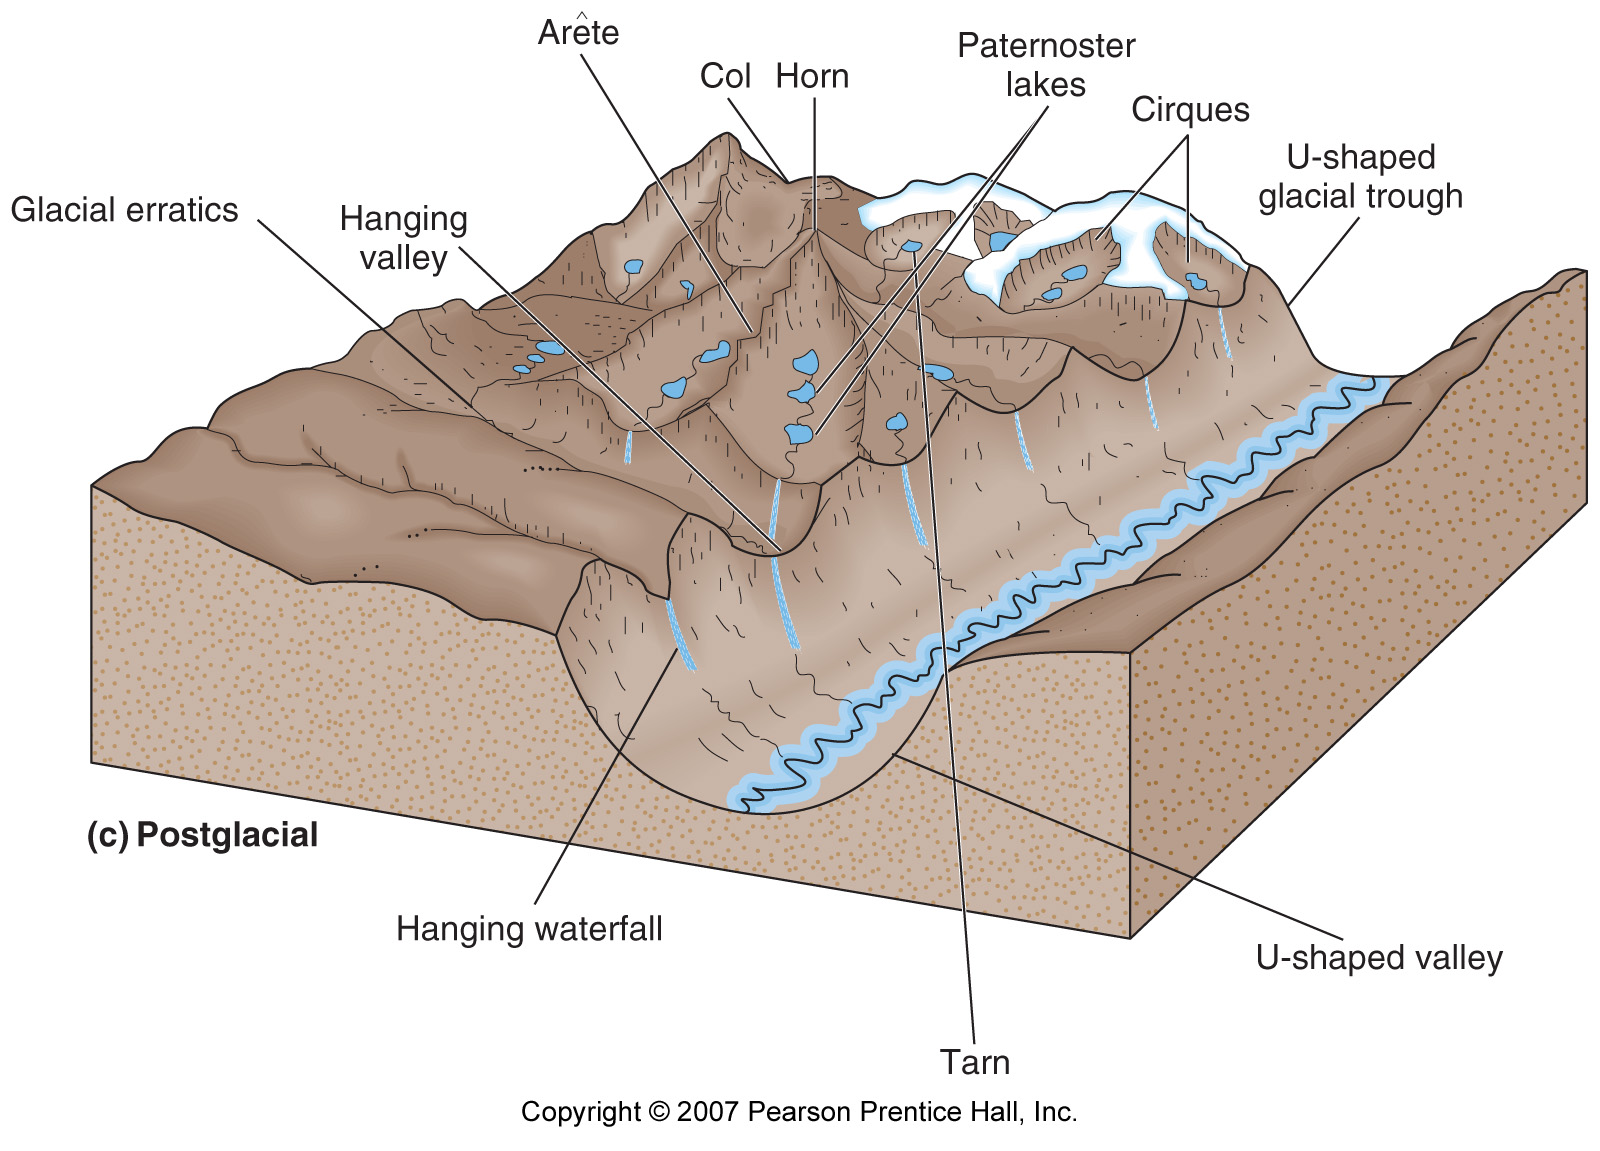 Arête
Col
Horn
Paternoster
lakes
Cirques
U-shaped
glacial trough
Glacial erratics
Hanging
valley
(c) Postglacial
Hanging waterfall
U-shaped valley
Tarn
Copyright © 2007 Pearson Prentice Hall, Inc.